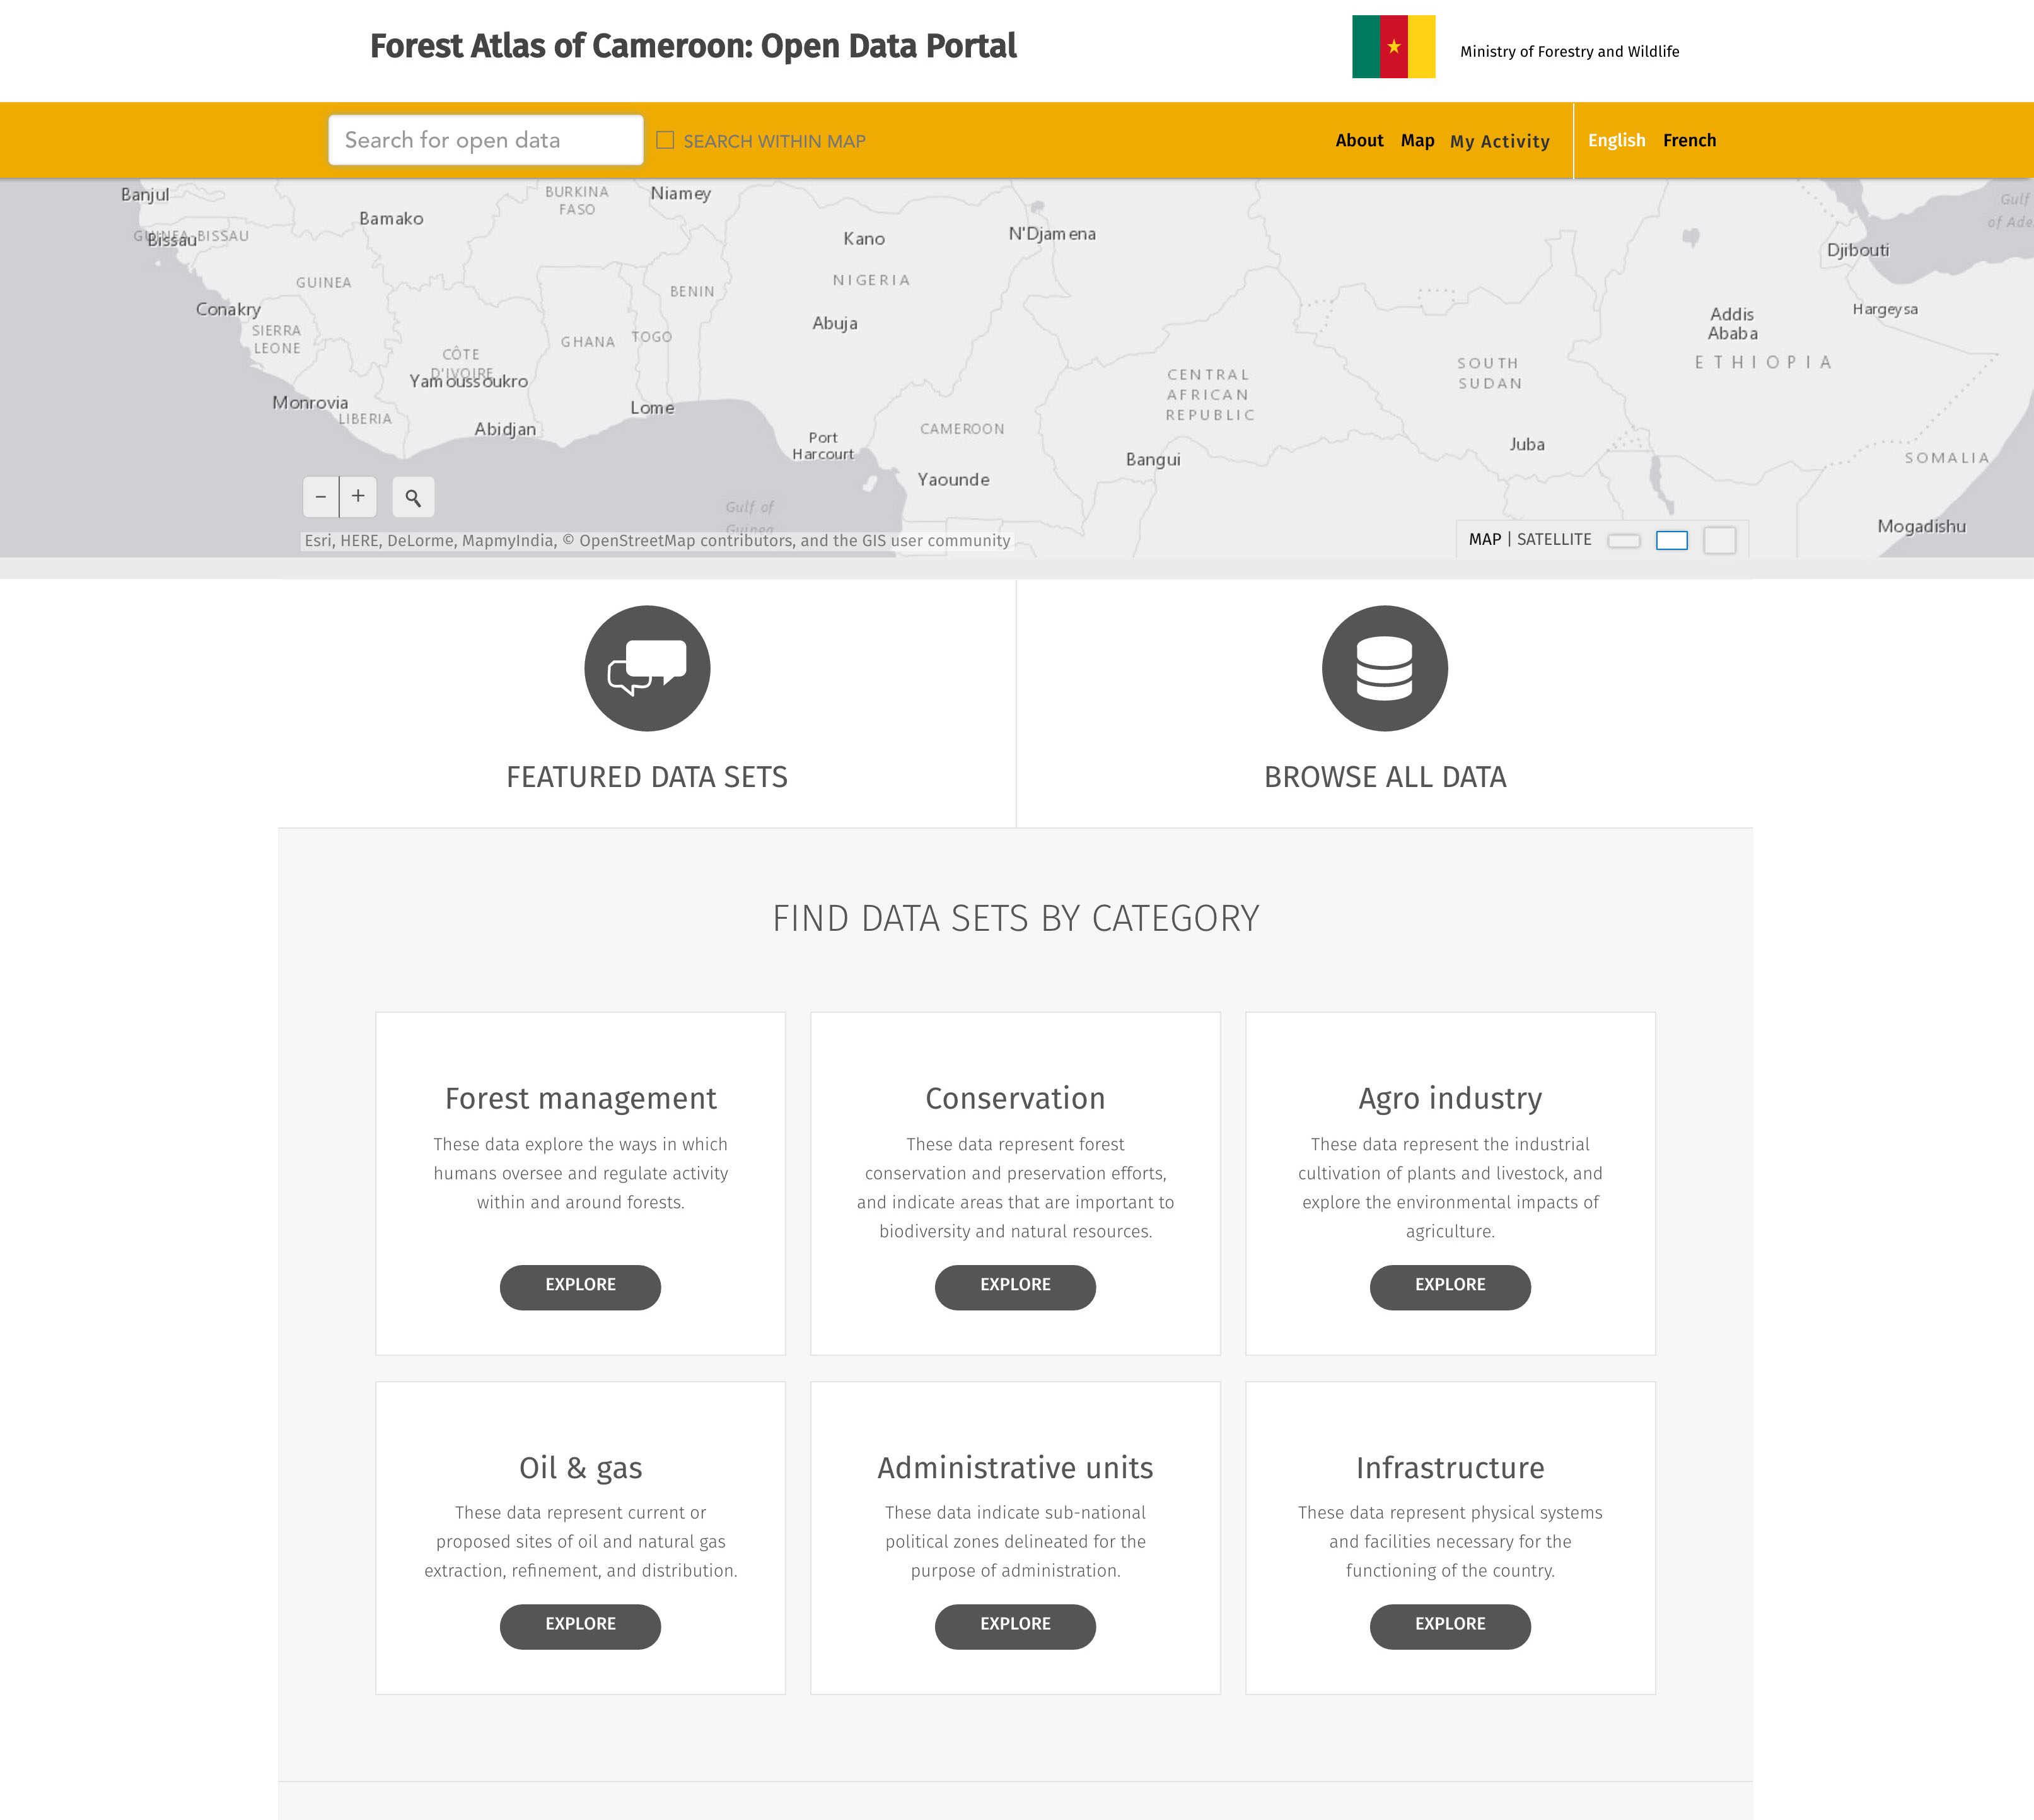 Forest Atlas of Cameroon: Open Data Portal
Ministry of Forestry and Wildlife
Search for open data
SEARCH WITHIN MAP
About Map My Activity English French
Banjul
BURKINA
FASO
Niamey
Gulf
of Ade
Bamako
GUINEA-BISSAU
Bissau
Kano
N'Djamena
Djibouti
GUINEA
NIGERIA
BENIN
Conakry
Hargeysa
SIERRA
LEONE
Abuja
Addis
Ababa
GHANA
TOGO
CÔTE
D'IVOIRE
Yamoussoukro
ETHIOPIA
CENTRAL
AFRICAN
REPUBLIC
SOUTH
SUDAN
Monrovia
LIBERIA
Lome
Abidjan
Port
Harcourt
CAMEROON
Juba
Bangui
SOMALIA
Yaounde
− +
Gulf of
Guinea
Mogadishu
Esri, HERE, DeLorme, MapmyIndia, © OpenStreetMap contributors, and the GIS user community
MAP | SATELLITE
FEATURED DATA SETS
BROWSE ALL DATA
FIND DATA SETS BY CATEGORY
Forest management
These data explore the ways in which
humans oversee and regulate activity
within and around forests.
EXPLORE
Conservation
These data represent forest
conservation and preservation efforts,
and indicate areas that are important to
biodiversity and natural resources.
EXPLORE
Agro industry
These data represent the industrial
cultivation of plants and livestock, and
explore the environmental impacts of
agriculture.
EXPLORE
Oil & gas
These data represent current or
proposed sites of oil and natural gas
extraction, refinement, and distribution.
EXPLORE
Administrative units
These data indicate sub-national
political zones delineated for the
purpose of administration.
EXPLORE
Infrastructure
These data represent physical systems
and facilities necessary for the
functioning of the country.
EXPLORE